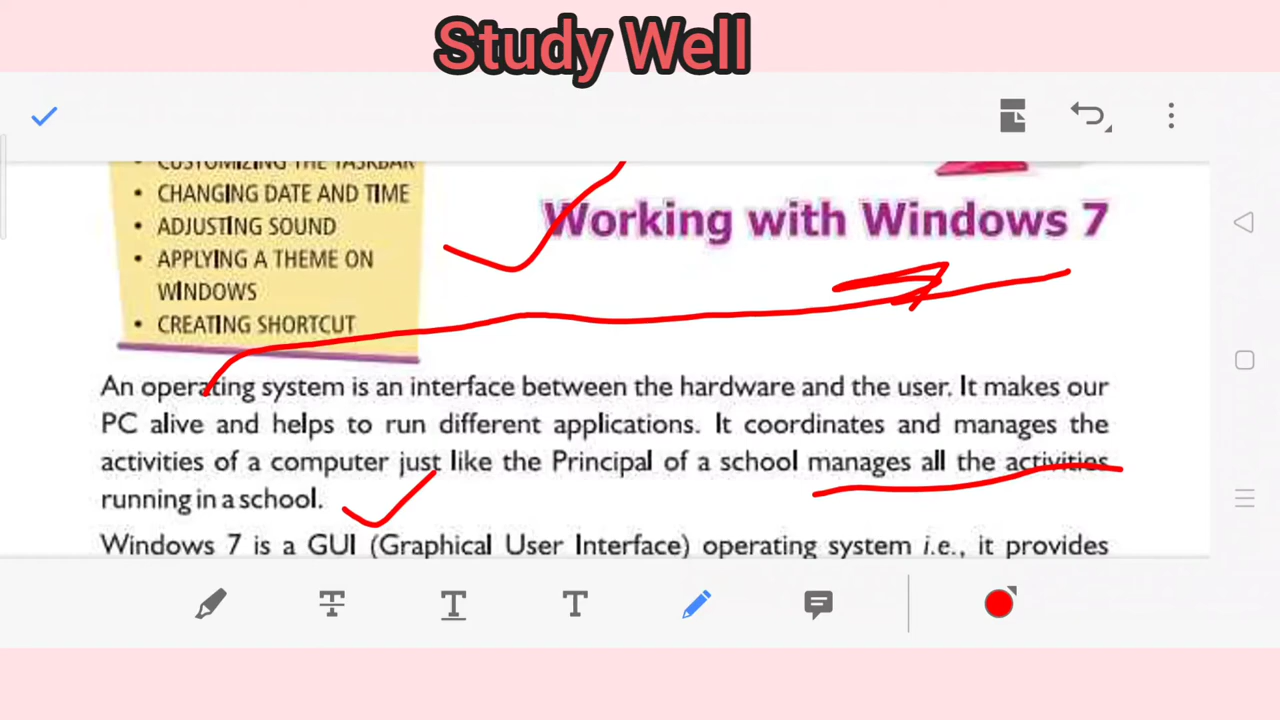 Study Well
• CUSTOMIZING THE TASKBAR
• CHANGING DATE AND TIME
• ADJUSTING SOUND
• APPLYING A THEME ON
WINDOWS
• CREATING SHORTCUT
Working with Windows 7
An operating system is an interface between the hardware and the user. It makes our
PC alive and helps to run different applications. It coordinates and manages the
activities of a computer just like the Principal of a school manages all the activities
running in a school.
Windows 7 is a GUI (Graphical User Interface) operating system i.e., it provides
T
T
T